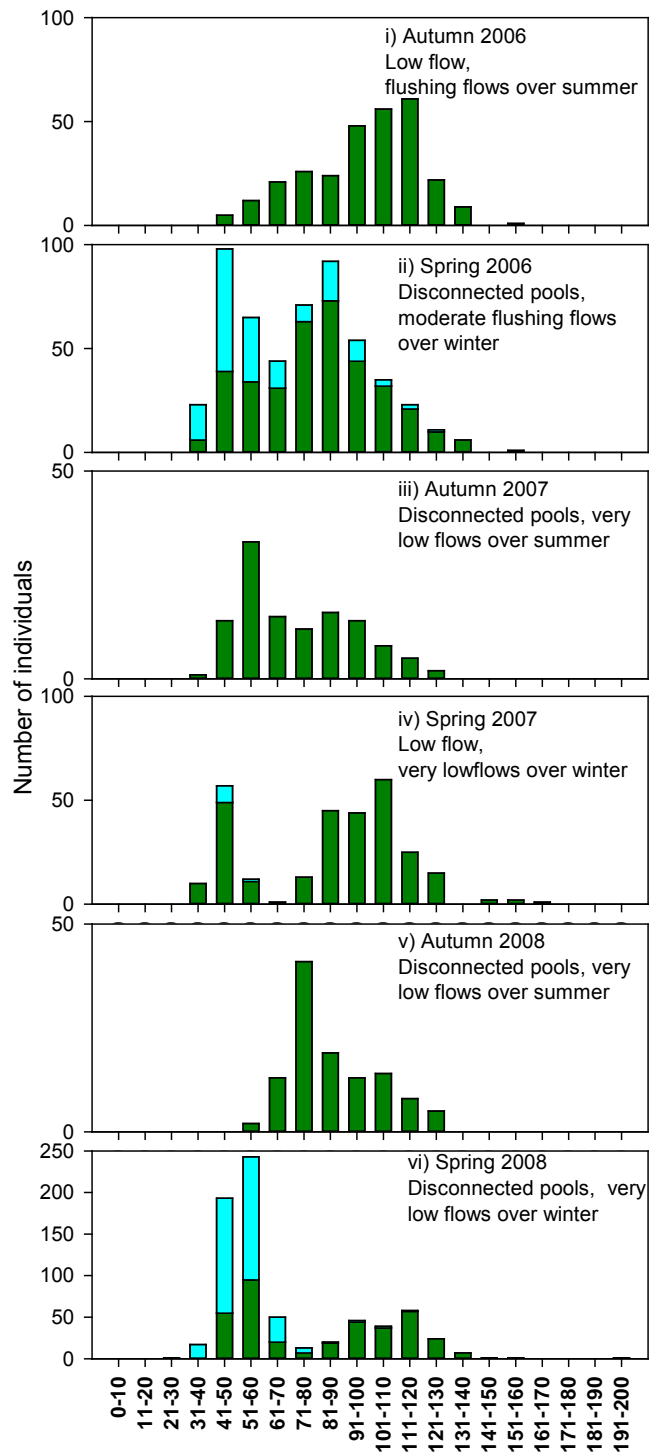 Number of individuals
100
50
0
i) Autumn 2006
Low flow,
flushing flows over summer
100
50
0
ii) Spring 2006
Disconnected pools,
moderate flushing flows
over winter
50
0
iii) Autumn 2007
Disconnected pools, very
low flows over summer
100
50
0
iv) Spring 2007
Low flow,
very lowflows over winter
50
0
v) Autumn 2008
Disconnected pools, very
low flows over summer
250
200
150
100
50
0
vi) Spring 2008
Disconnected pools, very
low flows over winter
0-10
11-20
21-30
31-40
41-50
51-60
61-70
71-80
81-90
91-100
101-110
111-120
121-130
131-140
141-150
151-160
161-170
171-180
181-190
191-200